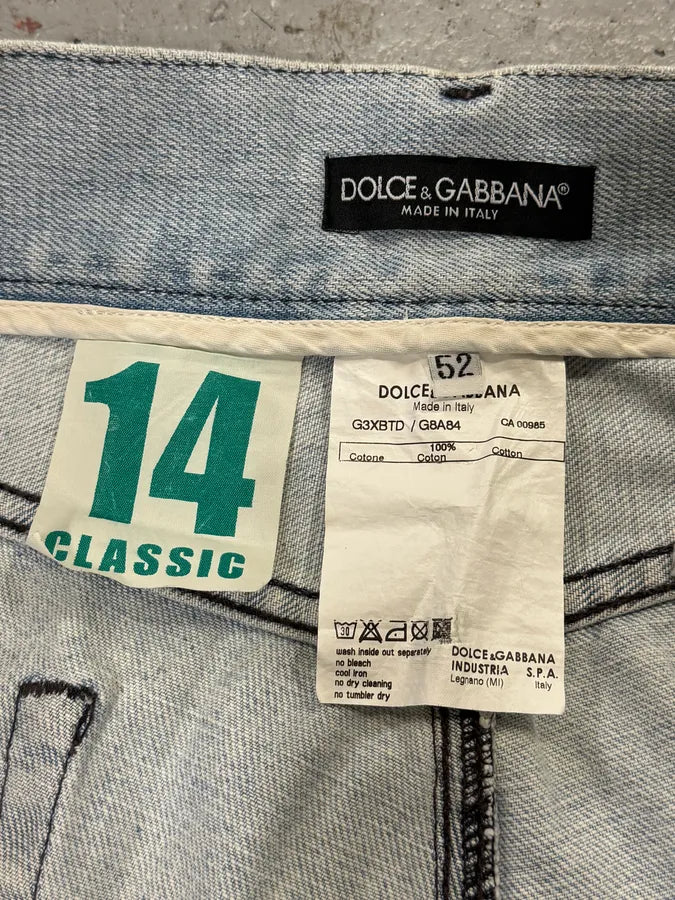 DOLCE & GABBANA®
MADE IN ITALY
14
CLASSIC
52
Made in Italy
G3XBTD / G8A84 CA 00985
100%
Cotone Coton Cotton
30
wash inside out separately
no bleach
cool iron
no dry cleaning
no tumbler dry
DOLCE&GABBANA
INDUSTRIA S.P.A.
Legnano (MI) Italy